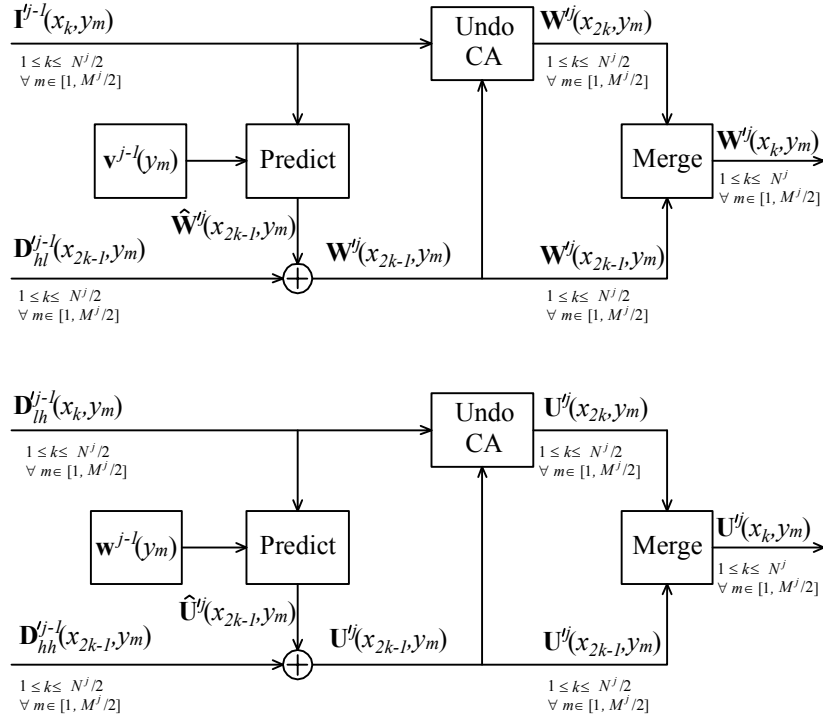 I′ʲ⁻¹(xₖ,yₘ)
1 ≤ k ≤ Nʲ/2
∀ m∈ [1, Mʲ/2]
Undo
CA
W′ʲ(x₂ₖ,yₘ)
1 ≤ k ≤ Nʲ/2
∀ m∈ [1, Mʲ/2]
vʲ⁻¹(yₘ)
Predict
Merge
W′ʲ(xₖ,yₘ)
1 ≤ k ≤ Nʲ
∀ m∈ [1, Mʲ/2]
Ŵ′ʲ(x₂ₖ₋₁,yₘ)
D′ʲ⁻¹ₕₗ(x₂ₖ₋₁,yₘ)
1 ≤ k ≤ Nʲ/2
∀ m∈ [1, Mʲ/2]
+
W′ʲ(x₂ₖ₋₁,yₘ)
W′ʲ(x₂ₖ₋₁,yₘ)
1 ≤ k ≤ Nʲ/2
∀ m∈ [1, Mʲ/2]
D′ʲ⁻¹ₗₕ(xₖ,yₘ)
1 ≤ k ≤ Nʲ/2
∀ m∈ [1, Mʲ/2]
Undo
CA
U′ʲ(x₂ₖ,yₘ)
1 ≤ k ≤ Nʲ/2
∀ m∈ [1, Mʲ/2]
wʲ⁻¹(yₘ)
Predict
Merge
U′ʲ(xₖ,yₘ)
1 ≤ k ≤ Nʲ
∀ m∈ [1, Mʲ/2]
Û′ʲ(x₂ₖ₋₁,yₘ)
D′ʲ⁻¹ₕₕ(x₂ₖ₋₁,yₘ)
1 ≤ k ≤ Nʲ/2
∀ m∈ [1, Mʲ/2]
+
U′ʲ(x₂ₖ₋₁,yₘ)
U′ʲ(x₂ₖ₋₁,yₘ)
1 ≤ k ≤ Nʲ/2
∀ m∈ [1, Mʲ/2]